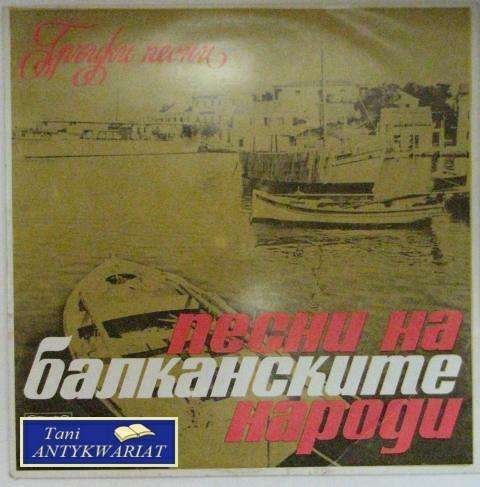 Гръцки песни
песни на
балканските
народи
Tani
ANTYKWARIAT